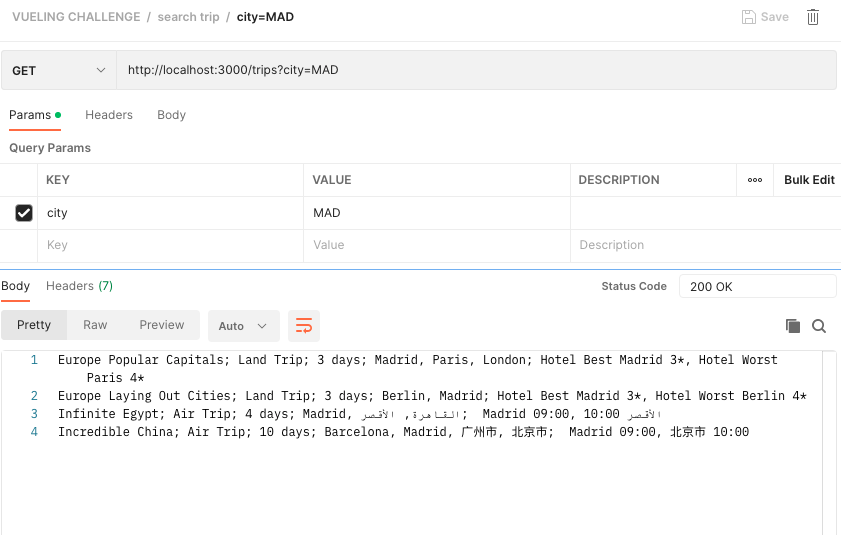 VUELING CHALLENGE / search trip / city=MAD
Save
GET
http://localhost:3000/trips?city=MAD
Params
Headers
Body
Query Params
KEY
VALUE
DESCRIPTION
Bulk Edit
city
MAD
Key
Value
Description
Body
Headers (7)
Status Code
200 OK
Pretty
Raw
Preview
Auto
1 Europe Popular Capitals; Land Trip; 3 days; Madrid, Paris, London; Hotel Best Madrid 3*, Hotel Worst
Paris 4*
2 Europe Laying Out Cities; Land Trip; 3 days; Berlin, Madrid; Hotel Best Madrid 3*, Hotel Worst Berlin 4*
3 Infinite Egypt; Air Trip; 4 days; Madrid, القاهرة, الأقصر;  Madrid 09:00, الأقصر 10:00
4 Incredible China; Air Trip; 10 days; Barcelona, Madrid, 广州市, 北京市;  Madrid 09:00, 北京市 10:00